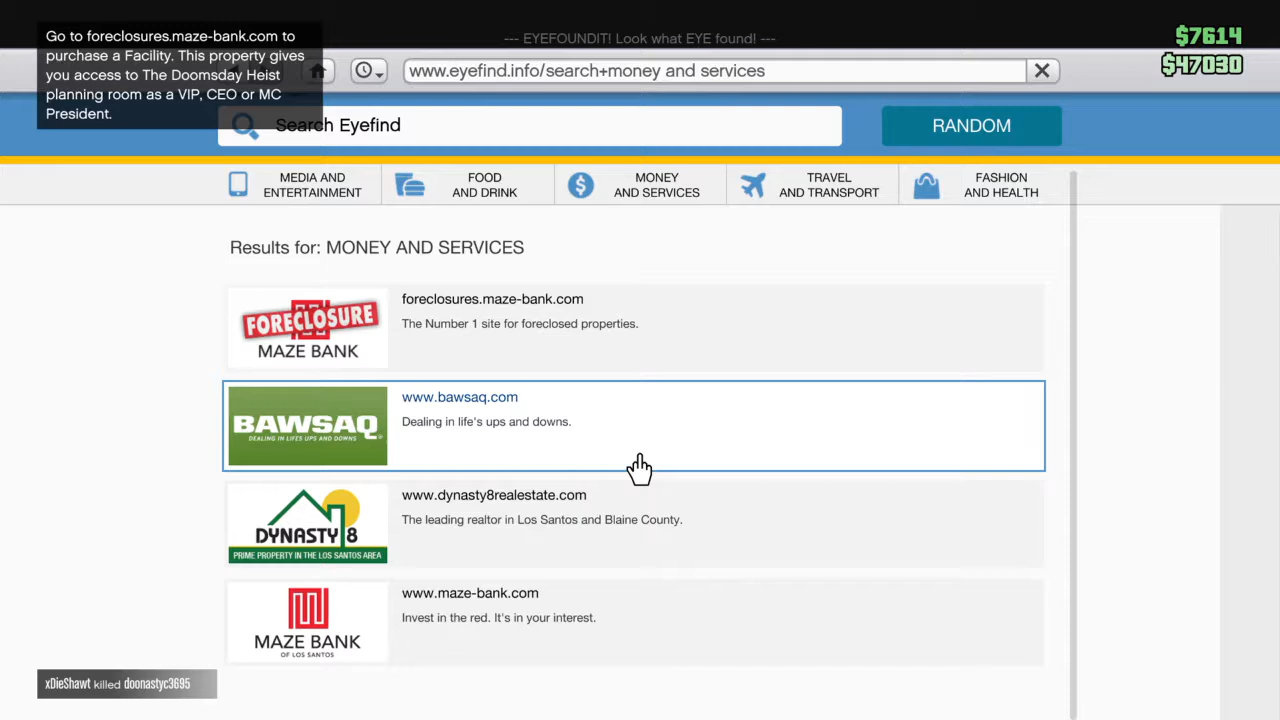 Go to foreclosures.maze-bank.com to
purchase a Facility. This property gives
you access to The Doomsday Heist
planning room as a VIP, CEO or MC
President.
--- EYEFOUNDIT! Look what EYE found! ---
$7614
$47030
www.eyefind.info/search+money and services
Search Eyefind
RANDOM
MEDIA AND
ENTERTAINMENT
FOOD
AND DRINK
MONEY
AND SERVICES
TRAVEL
AND TRANSPORT
FASHION
AND HEALTH
Results for: MONEY AND SERVICES
FORECLOSURE
MAZE BANK
foreclosures.maze-bank.com
The Number 1 site for foreclosed properties.
BAWSAQ
DEALING IN LIFE'S UPS AND DOWNS
www.bawsaq.com
Dealing in life's ups and downs.
DYNASTY 8
PRIME PROPERTY IN THE LOS SANTOS AREA
www.dynasty8realestate.com
The leading realtor in Los Santos and Blaine County.
MAZE BANK
OF LOS SANTOS
www.maze-bank.com
Invest in the red. It's in your interest.
xDieShawt killed doonastyc3695